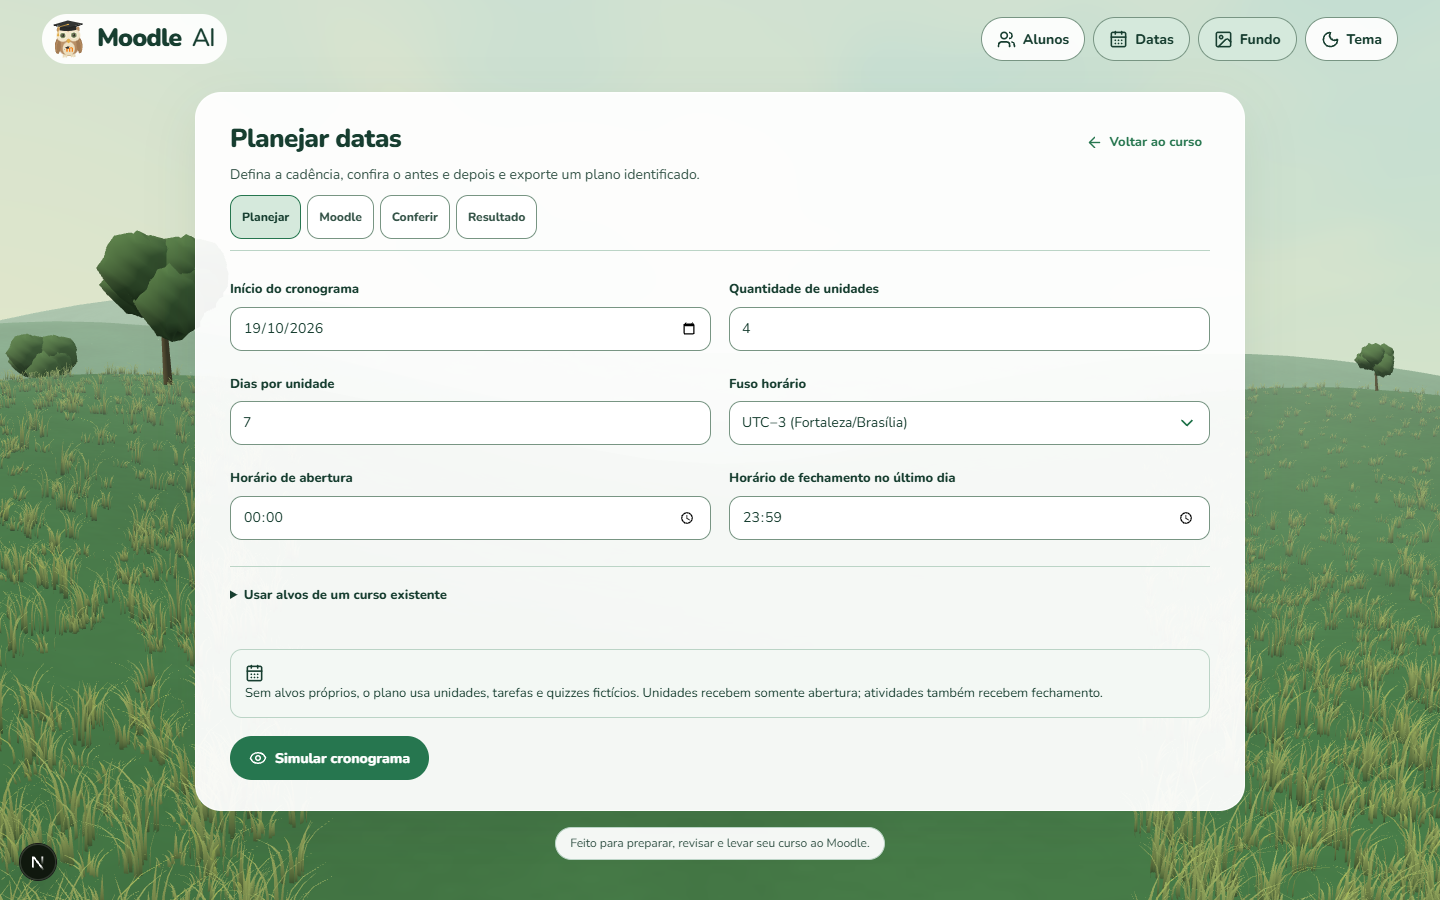 Moodle AI
Alunos
Datas
Fundo
Tema
Planejar datas
Voltar ao curso
Defina a cadência, confira o antes e depois e exporte um plano identificado.
Planejar
Moodle
Conferir
Resultado
Início do cronograma
Quantidade de unidades
19/10/2026
4
Dias por unidade
Fuso horário
7
UTC−3 (Fortaleza/Brasília)
Horário de abertura
Horário de fechamento no último dia
00:00
23:59
Usar alvos de um curso existente
Sem alvos próprios, o plano usa unidades, tarefas e quizzes fictícios. Unidades recebem somente abertura; atividades também recebem fechamento.
Simular cronograma
Feito para preparar, revisar e levar seu curso ao Moodle.
N